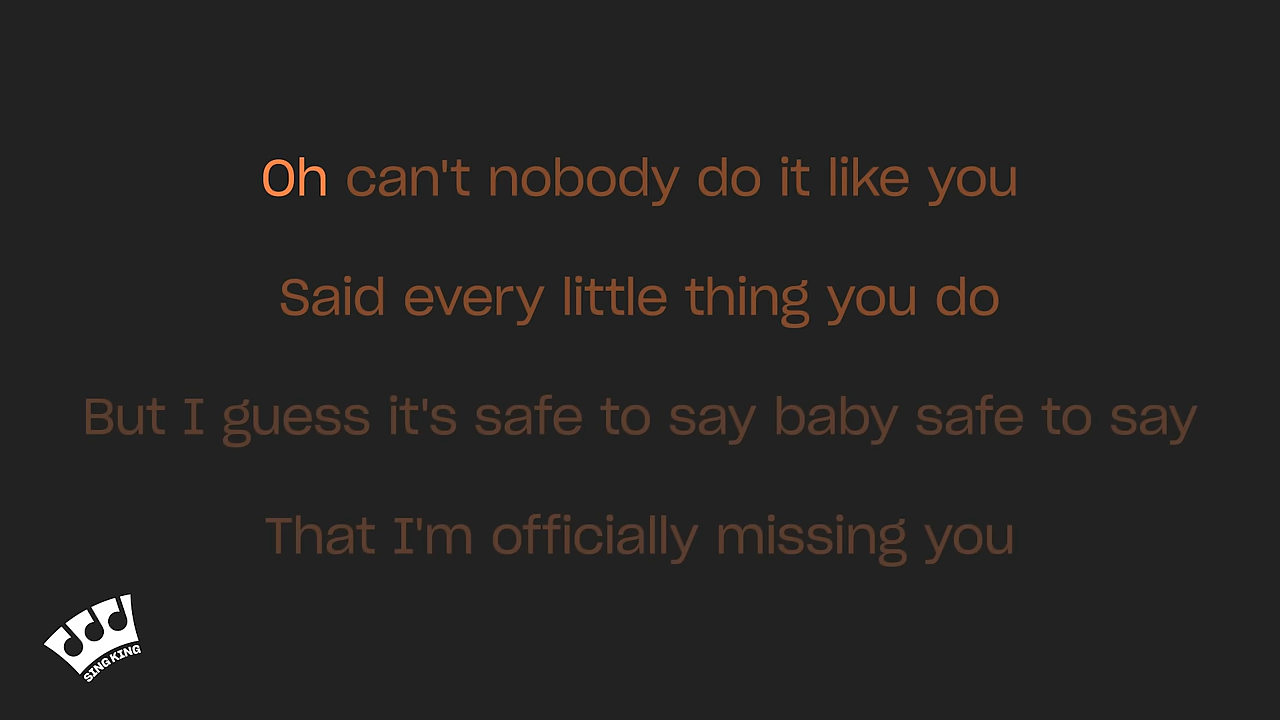 Oh can't nobody do it like you
Said every little thing you do
But I guess it's safe to say baby safe to say
That I'm officially missing you
SING KING